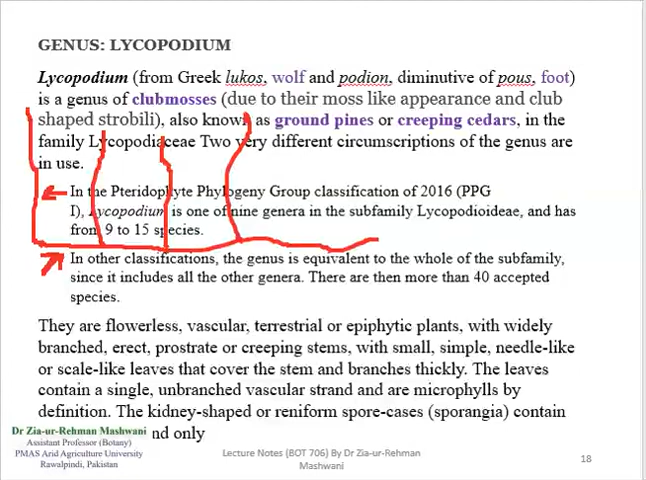 GENUS: LYCOPODIUM
Lycopodium (from Greek lukos, wolf and podion, diminutive of pous, foot)
is a genus of clubmosses (due to their moss like appearance and club
shaped strobili), also known as ground pines or creeping cedars, in the
family Lycopodiaceae Two very different circumscriptions of the genus are
in use.
In the Pteridophyte Phylogeny Group classification of 2016 (PPG
I), Lycopodium is one of nine genera in the subfamily Lycopodioideae, and has
from 9 to 15 species.
In other classifications, the genus is equivalent to the whole of the subfamily,
since it includes all the other genera. There are then more than 40 accepted
species.
They are flowerless, vascular, terrestrial or epiphytic plants, with widely
branched, erect, prostrate or creeping stems, with small, simple, needle-like
or scale-like leaves that cover the stem and branches thickly. The leaves
contain a single, unbranched vascular strand and are microphylls by
definition. The kidney-shaped or reniform spore-cases (sporangia) contain
nd only
Dr Zia-ur-Rehman Mashwani
Assistant Professor (Botany)
PMAS Arid Agriculture University
Rawalpindi, Pakistan
Lecture Notes (BOT 706) By Dr Zia-ur-Rehman
Mashwani
18